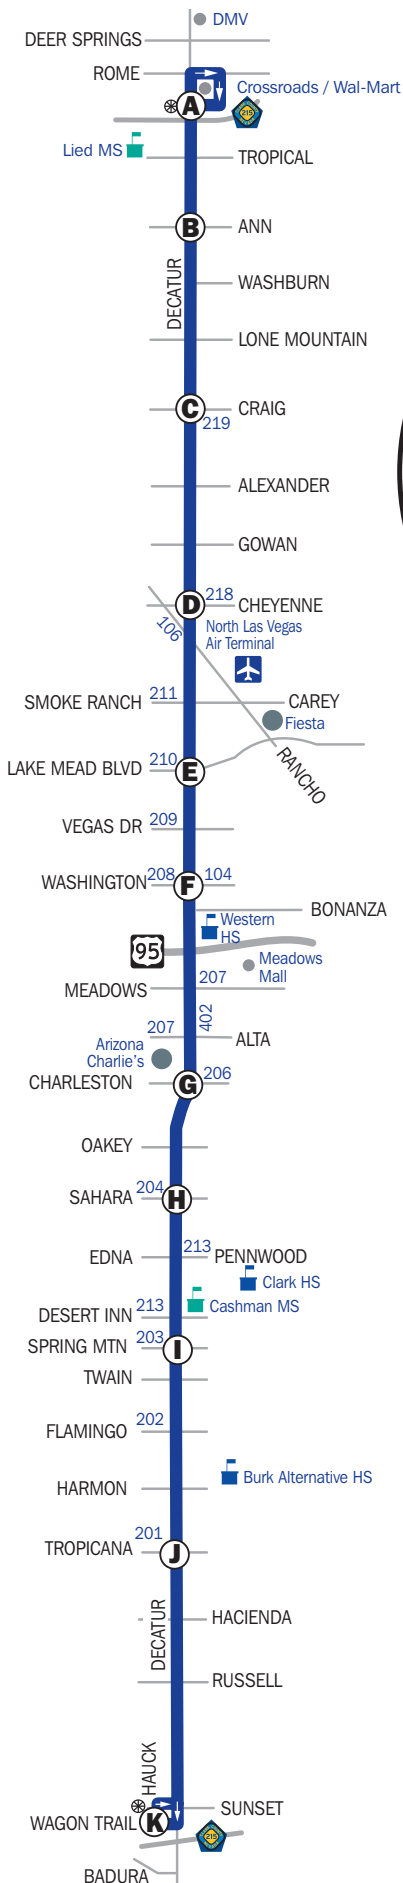 DMV
DEER SPRINGS
ROME
Crossroads / Wal-Mart
A
215
Lied MS
TROPICAL
B
ANN
DECATUR
WASHBURN
LONE MOUNTAIN
C
CRAIG
219
ALEXANDER
GOWAN
218
D
CHEYENNE
106
North Las Vegas
Air Terminal
SMOKE RANCH
211
CAREY
Fiesta
RANCHO
LAKE MEAD BLVD
210
E
VEGAS DR
209
WASHINGTON
208
F
104
BONANZA
Western
HS
95
Meadows
Mall
MEADOWS
207
402
207
ALTA
Arizona
Charlie's
CHARLESTON
G
206
OAKEY
SAHARA
204
H
EDNA
213
PENNWOOD
Clark HS
Cashman MS
DESERT INN
213
SPRING MTN
203
I
TWAIN
FLAMINGO
202
Burk Alternative HS
HARMON
201
TROPICANA
J
HACIENDA
DECATUR
RUSSELL
HAUCK
SUNSET
WAGON TRAIL
K
215
BADURA